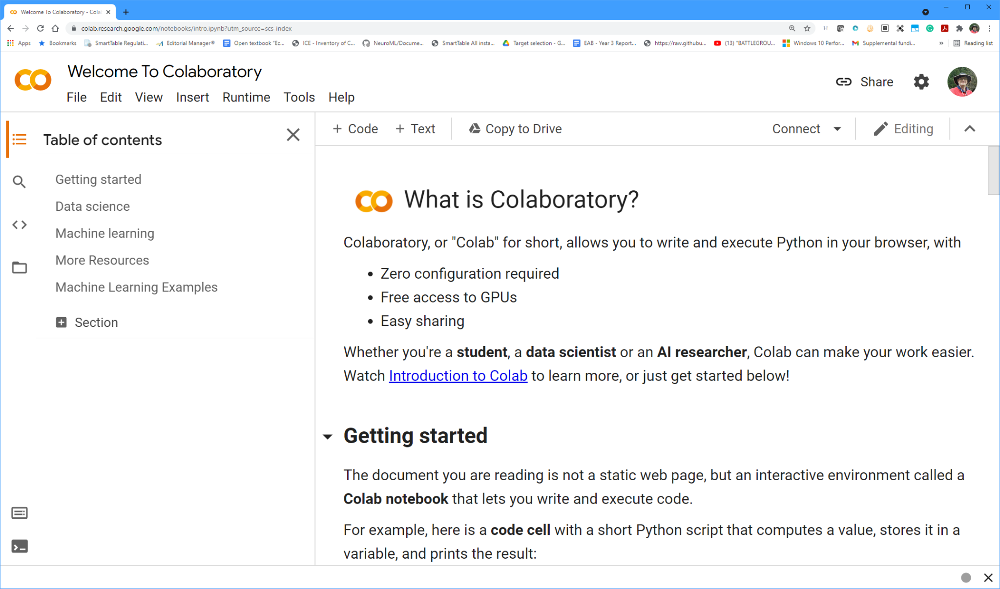 Welcome To Colaboratory - Cola
colab.research.google.com/notebooks/intro.ipynb?utm_source=scs-index
Apps Bookmarks SmartTable Regulati... Editorial Manager® Open textbook "Ec... ICE - Inventory of C... NeuroML/Docume... SmartTable All insta... Target selection - G... EAB - Year 3 Report... https://raw.githubu... (13) "BATTLEGROU... Windows 10 Perfor... Supplemental fundi... » Reading list
Welcome To Colaboratory
Share
File Edit View Insert Runtime Tools Help
Table of contents
Getting started
Data science
Machine learning
More Resources
Machine Learning Examples
Section
+ Code + Text Copy to Drive Connect Editing
What is Colaboratory?
Colaboratory, or "Colab" for short, allows you to write and execute Python in your browser, with
• Zero configuration required
• Free access to GPUs
• Easy sharing
Whether you're a student, a data scientist or an AI researcher, Colab can make your work easier.
Watch Introduction to Colab to learn more, or just get started below!
Getting started
The document you are reading is not a static web page, but an interactive environment called a
Colab notebook that lets you write and execute code.
For example, here is a code cell with a short Python script that computes a value, stores it in a
variable, and prints the result: